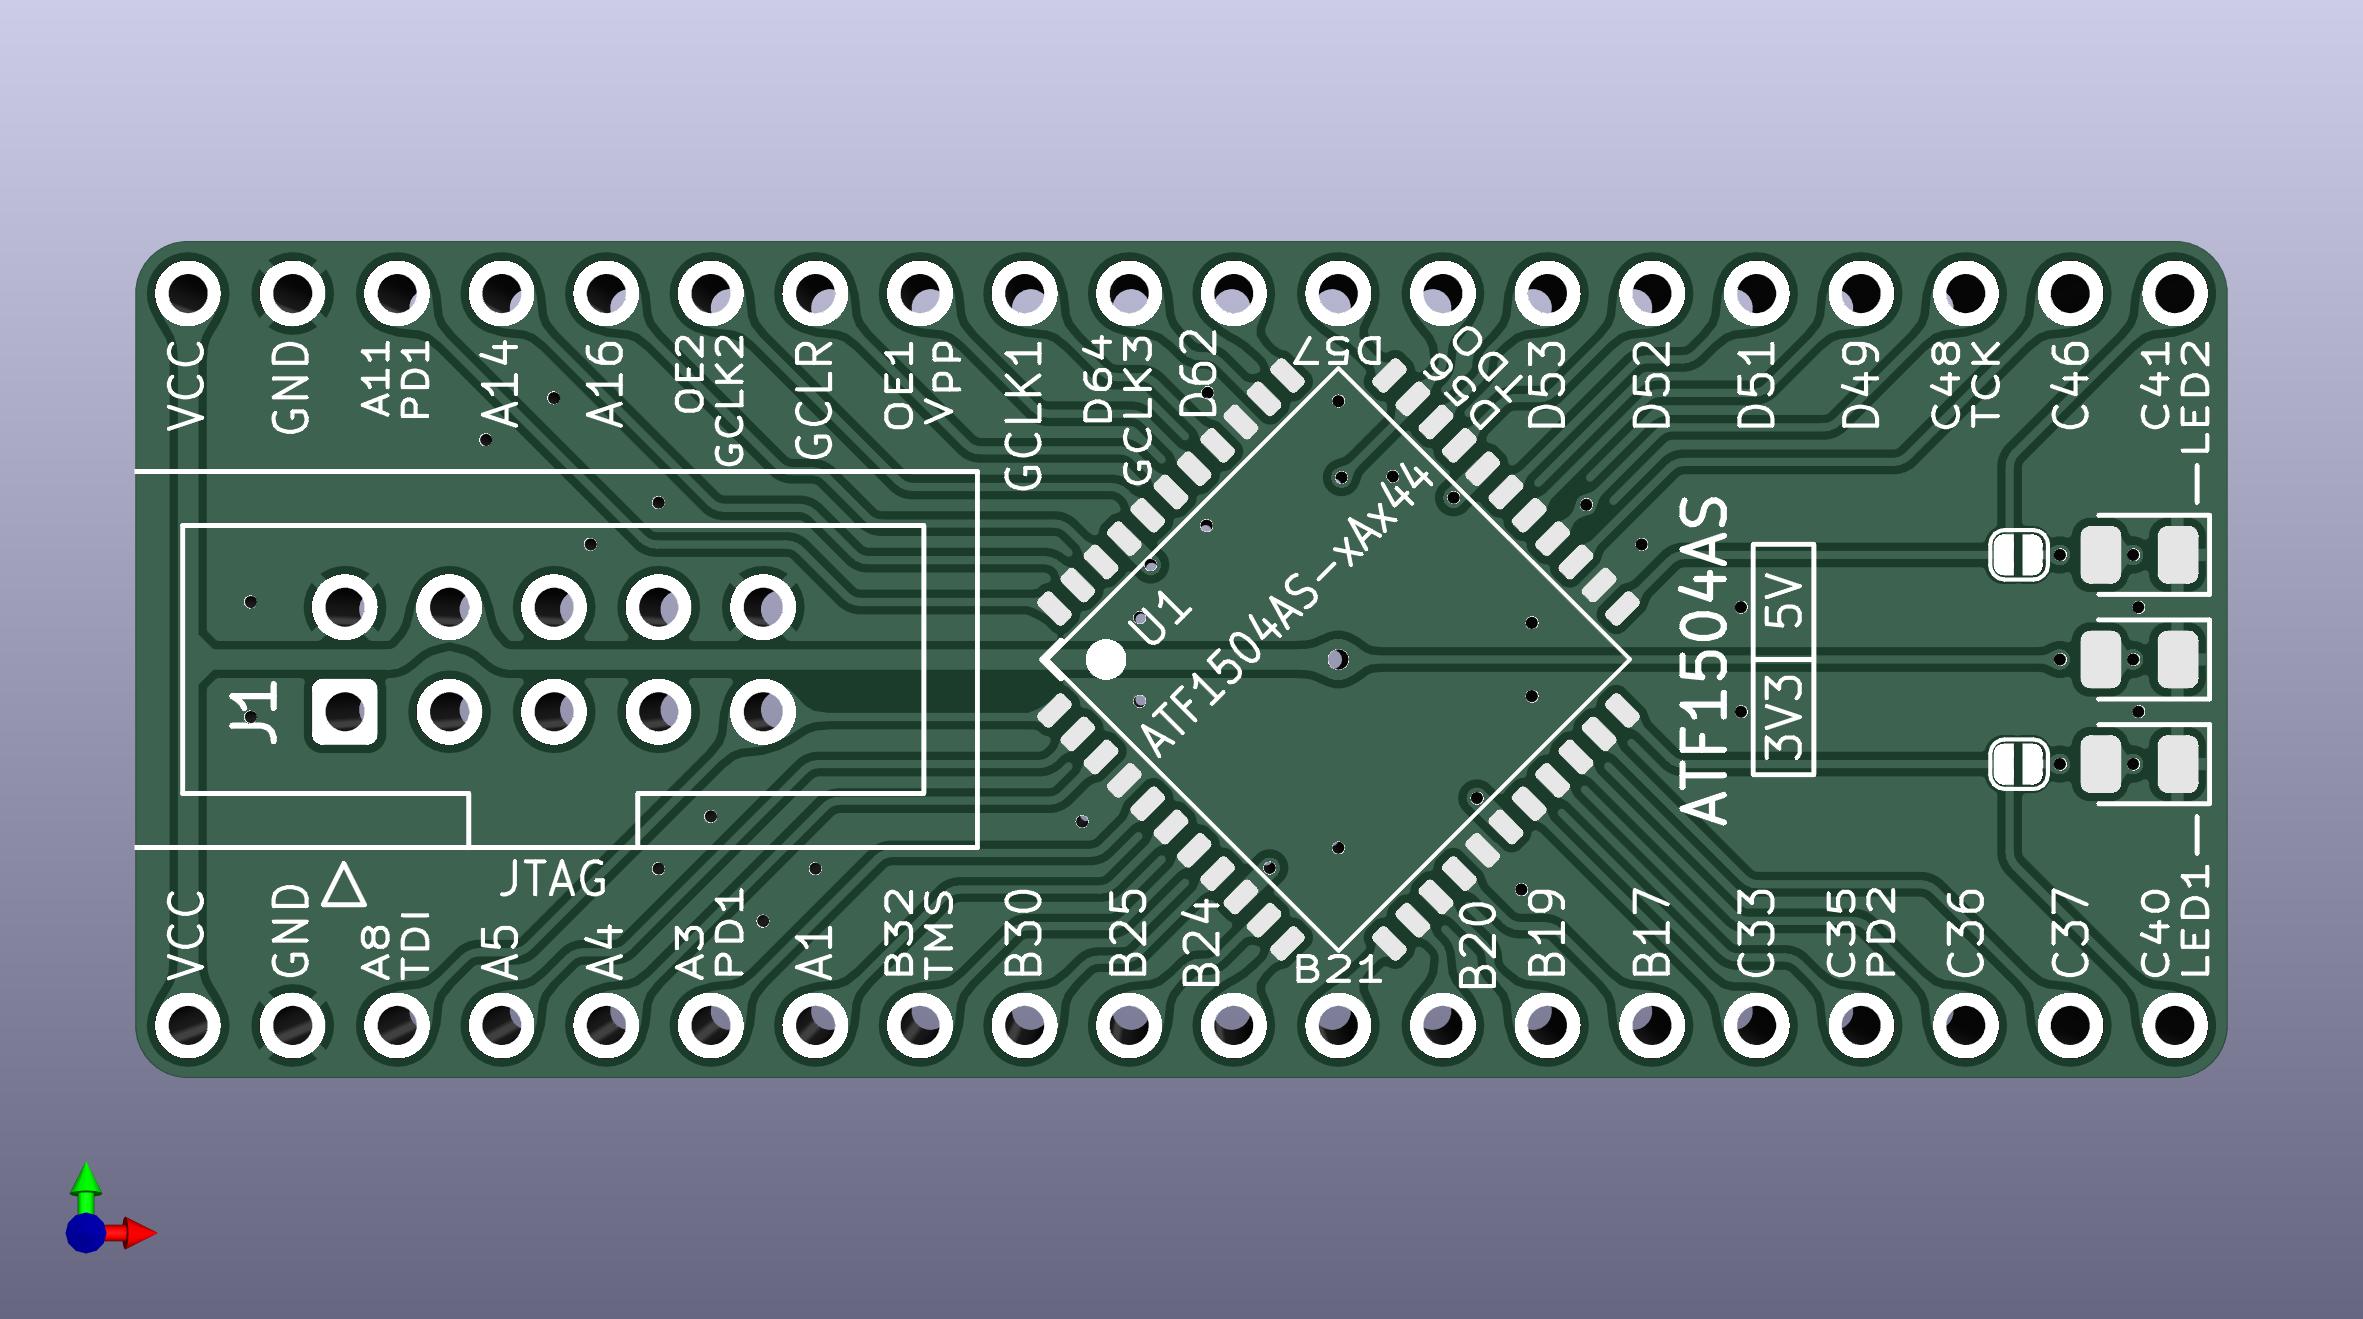 VCC
GND
A11
PD1
A14
A16
OE2
GCLK2
GCLR
OE1
VPP
GCLK1
D64
GCLK3
D62
D57
D56
TDO
D53
D52
D51
D49
C48
TCK
C46
C41
LED2
J1
U1
ATF1504AS-xAx44
ATF1504AS
3V3
5V
JTAG
VCC
GND
A8
TDI
A5
A4
A3
PD1
A1
B32
TMS
B30
B25
B24
B21
B20
B19
B17
C33
C35
PD2
C36
C37
C40
LED1